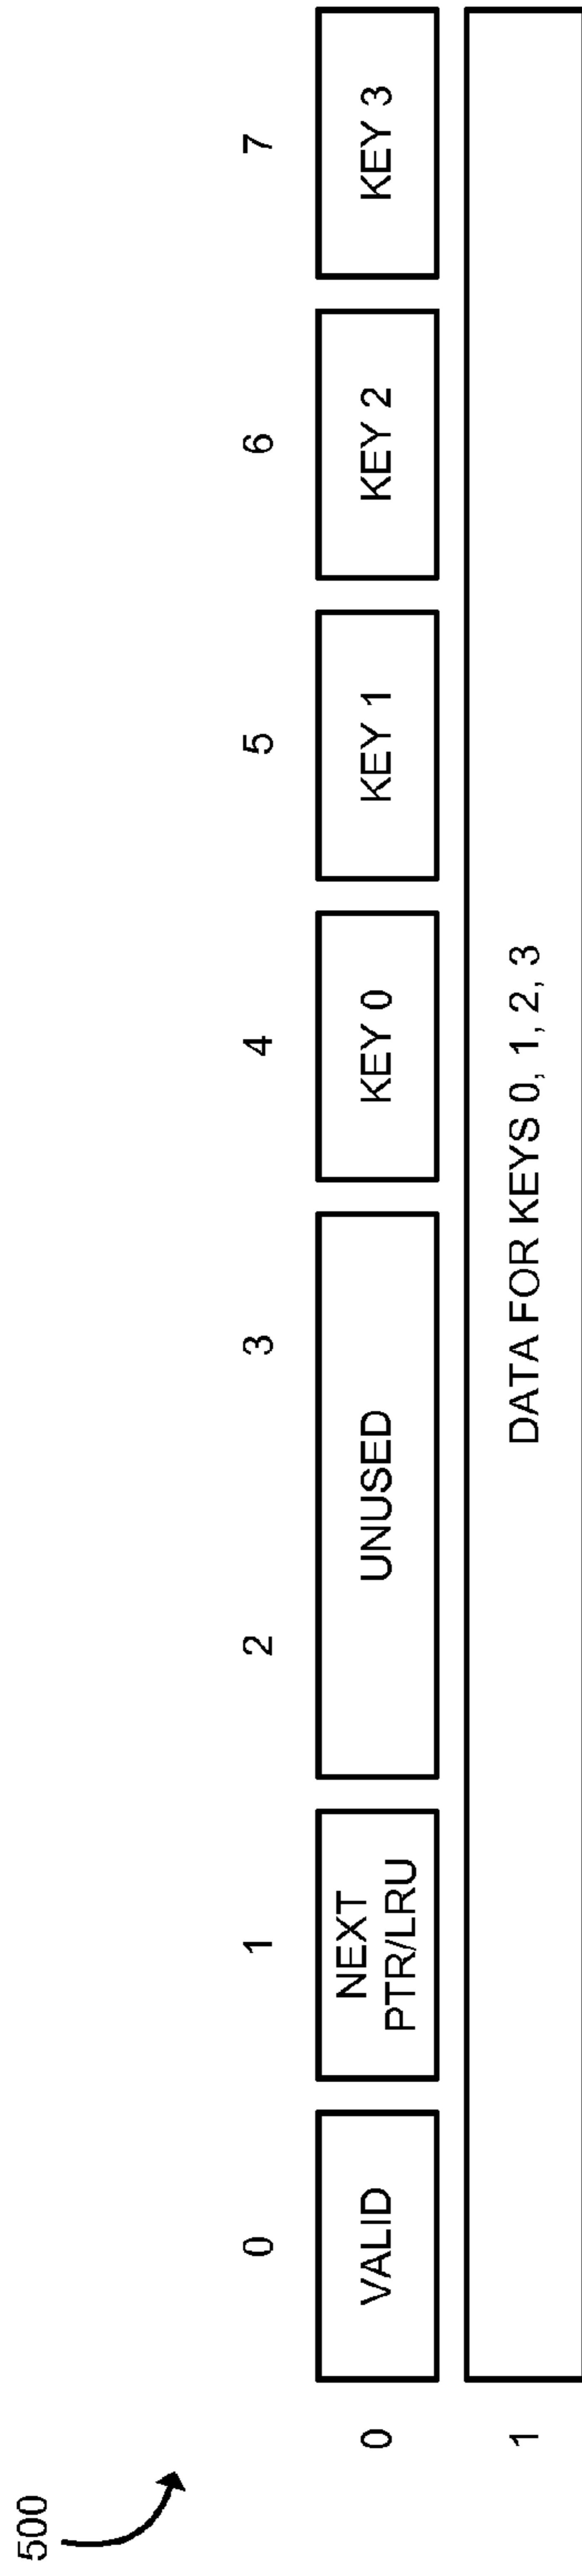 500
0 1 2 3 4 5 6 7
0 VALID NEXT PTR/LRU UNUSED KEY 0 KEY 1 KEY 2 KEY 3
1 DATA FOR KEYS 0, 1, 2, 3